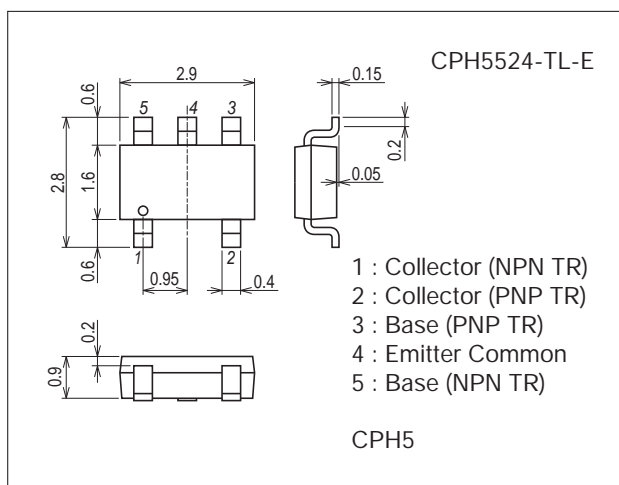 CPH5524-TL-E
2.9
0.15
0.6
5
4
3
0.2
2.8
1.6
0.05
0.6
1
2
0.95
0.4
1 : Collector (NPN TR)
2 : Collector (PNP TR)
3 : Base (PNP TR)
4 : Emitter Common
5 : Base (NPN TR)
0.2
0.9
CPH5